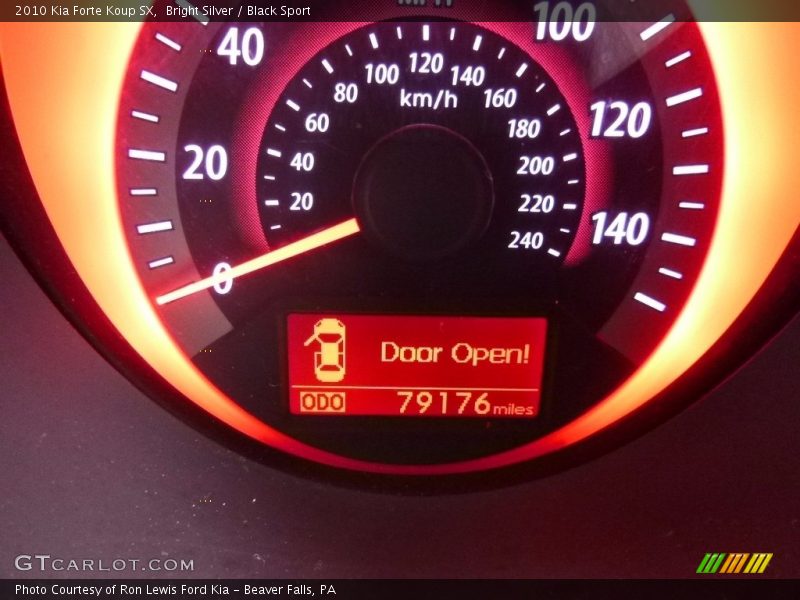 2010 Kia Forte Koup SX, Bright Silver / Black Sport
MPH
0 20 40 100 120 140
km/h
20 40 60 80 100 120 140 160 180 200 220 240
Door Open!
ODO 79176 miles
GTCARLOT.COM
Photo Courtesy of Ron Lewis Ford Kia - Beaver Falls, PA